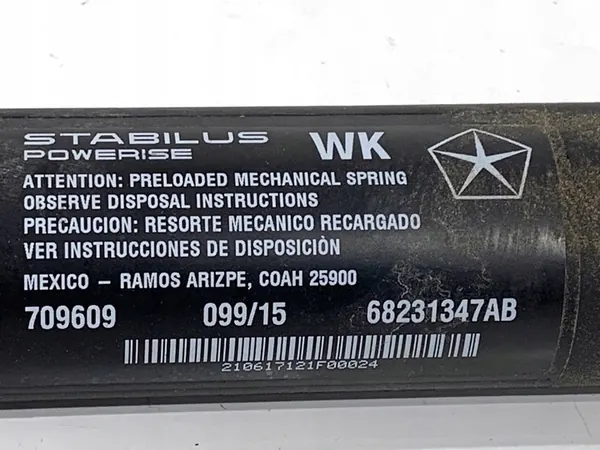 STABILUS WK
POWERISE
ATTENTION: PRELOADED MECHANICAL SPRING
OBSERVE DISPOSAL INSTRUCTIONS
PRECAUCION: RESORTE MECANICO RECARGADO
VER INSTRUCCIONES DE DISPOSICIÒN
MEXICO – RAMOS ARIZPE, COAH 25900
709609 099/15 68231347AB
210617121F00024